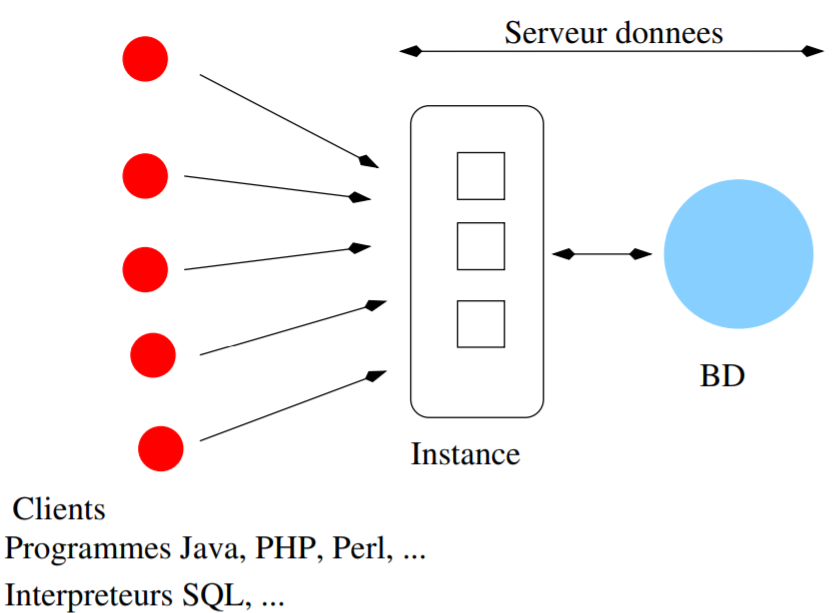 Serveur donnees
BD
Instance
Clients
Programmes Java, PHP, Perl, ...
Interpreteurs SQL, ...